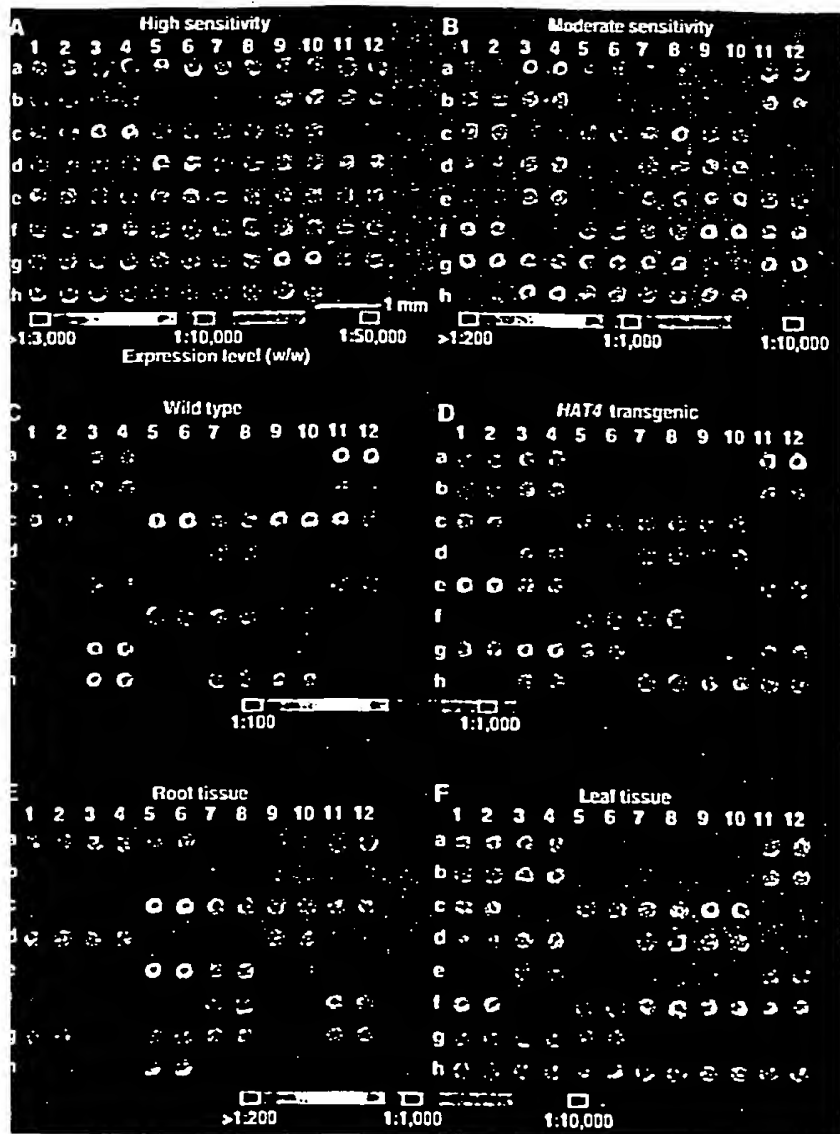 A High sensitivity
1 2 3 4 5 6 7 8 9 10 11 12
a
b
c
d
e
f
g
h
1 mm
>1:3,000 1:10,000 1:50,000
Expression level (w/w)
B Moderate sensitivity
1 2 3 4 5 6 7 8 9 10 11 12
a
b
c
d
e
f
g
h
>1:200 1:1,000 1:10,000
C Wild type
1 2 3 4 5 6 7 8 9 10 11 12
a
b
c
d
e
g
h
D HAT4 transgenic
1 2 3 4 5 6 7 8 9 10 11 12
a
b
c
d
e
f
g
h
1:100 1:1,000
E Root tissue
1 2 3 4 5 6 7 8 9 10 11 12
a
b
c
d
e
g
h
F Leaf tissue
1 2 3 4 5 6 7 8 9 10 11 12
a
b
c
d
e
f
g
h
>1:200 1:1,000 1:10,000